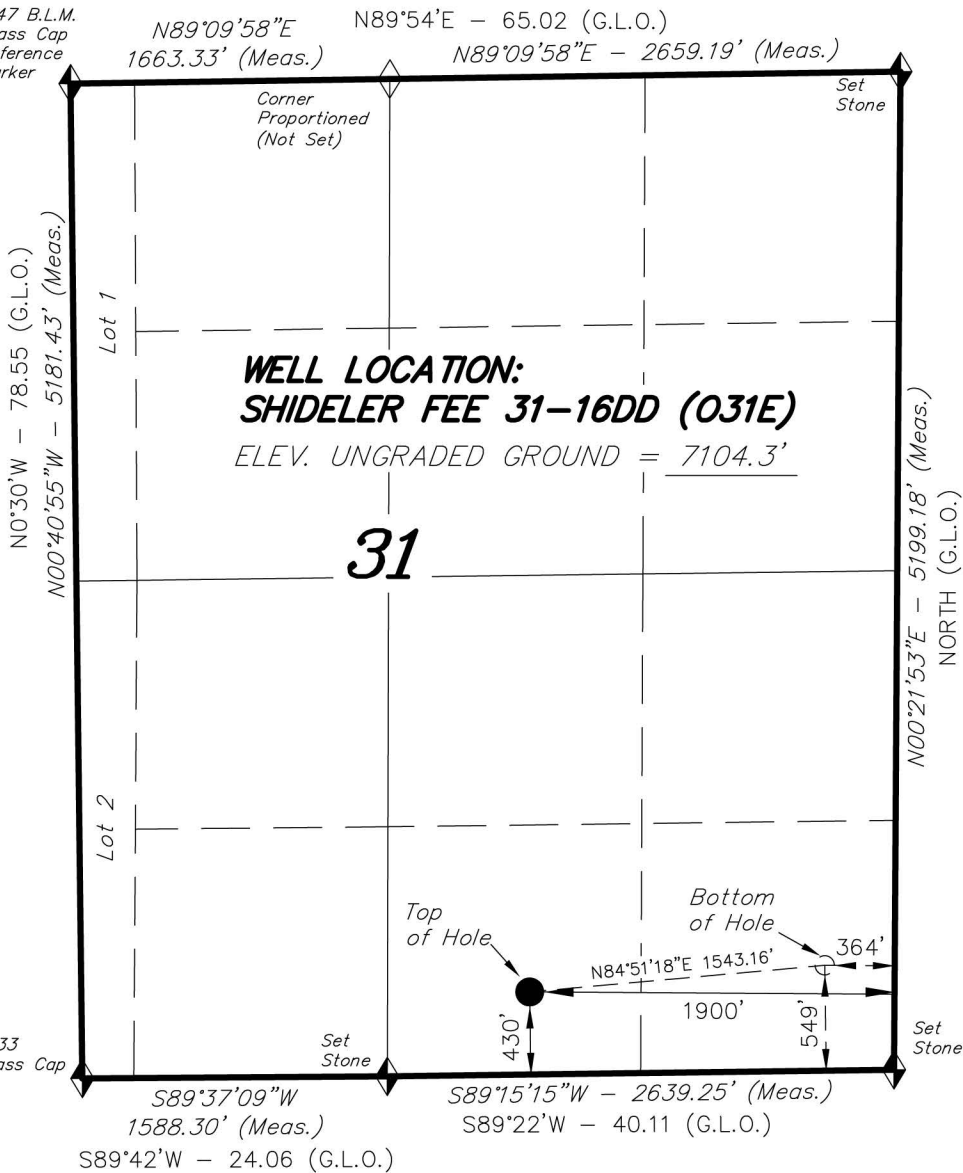 47 B.L.M.
Cap
N89°09'58"E
1663.33' (Meas.)
N89°54'E – 65.02 (G.L.O.)
N89°09'58"E – 2659.19' (Meas.)
Corner
Proportioned
(Not Set)
Set
Stone
N0°30'W – 78.55 (G.L.O.)
N00°40'55"W – 5181.43' (Meas.)
Lot 1
WELL LOCATION:
SHIDELER FEE 31–16DD (O31E)
ELEV. UNGRADED GROUND = 7104.3'
31
N00°21'53"E – 5199.18' (Meas.)
NORTH (G.L.O.)
Lot 2
Top
of Hole
Bottom
of Hole
N84°51'18"E 1543.16'
364'
1900'
430'
549'
33
Cap
Set
Stone
Set
Stone
S89°37'09"W
1588.30' (Meas.)
S89°42'W – 24.06 (G.L.O.)
S89°15'15"W – 2639.25' (Meas.)
S89°22'W – 40.11 (G.L.O.)